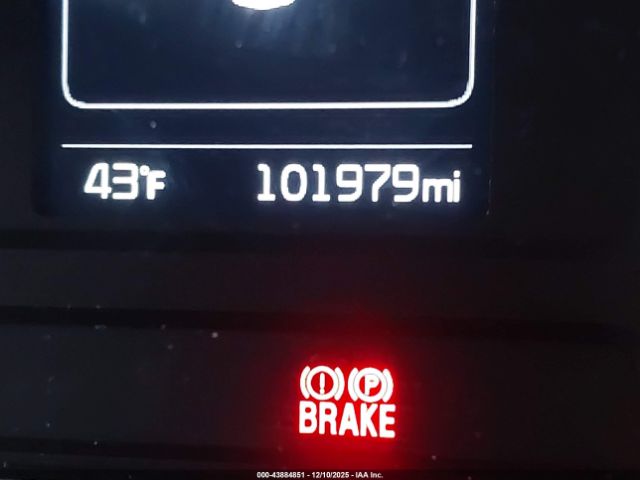 43°F 101979mi
! P
BRAKE
000-43884851 - 12/10/2025 - IAA Inc.